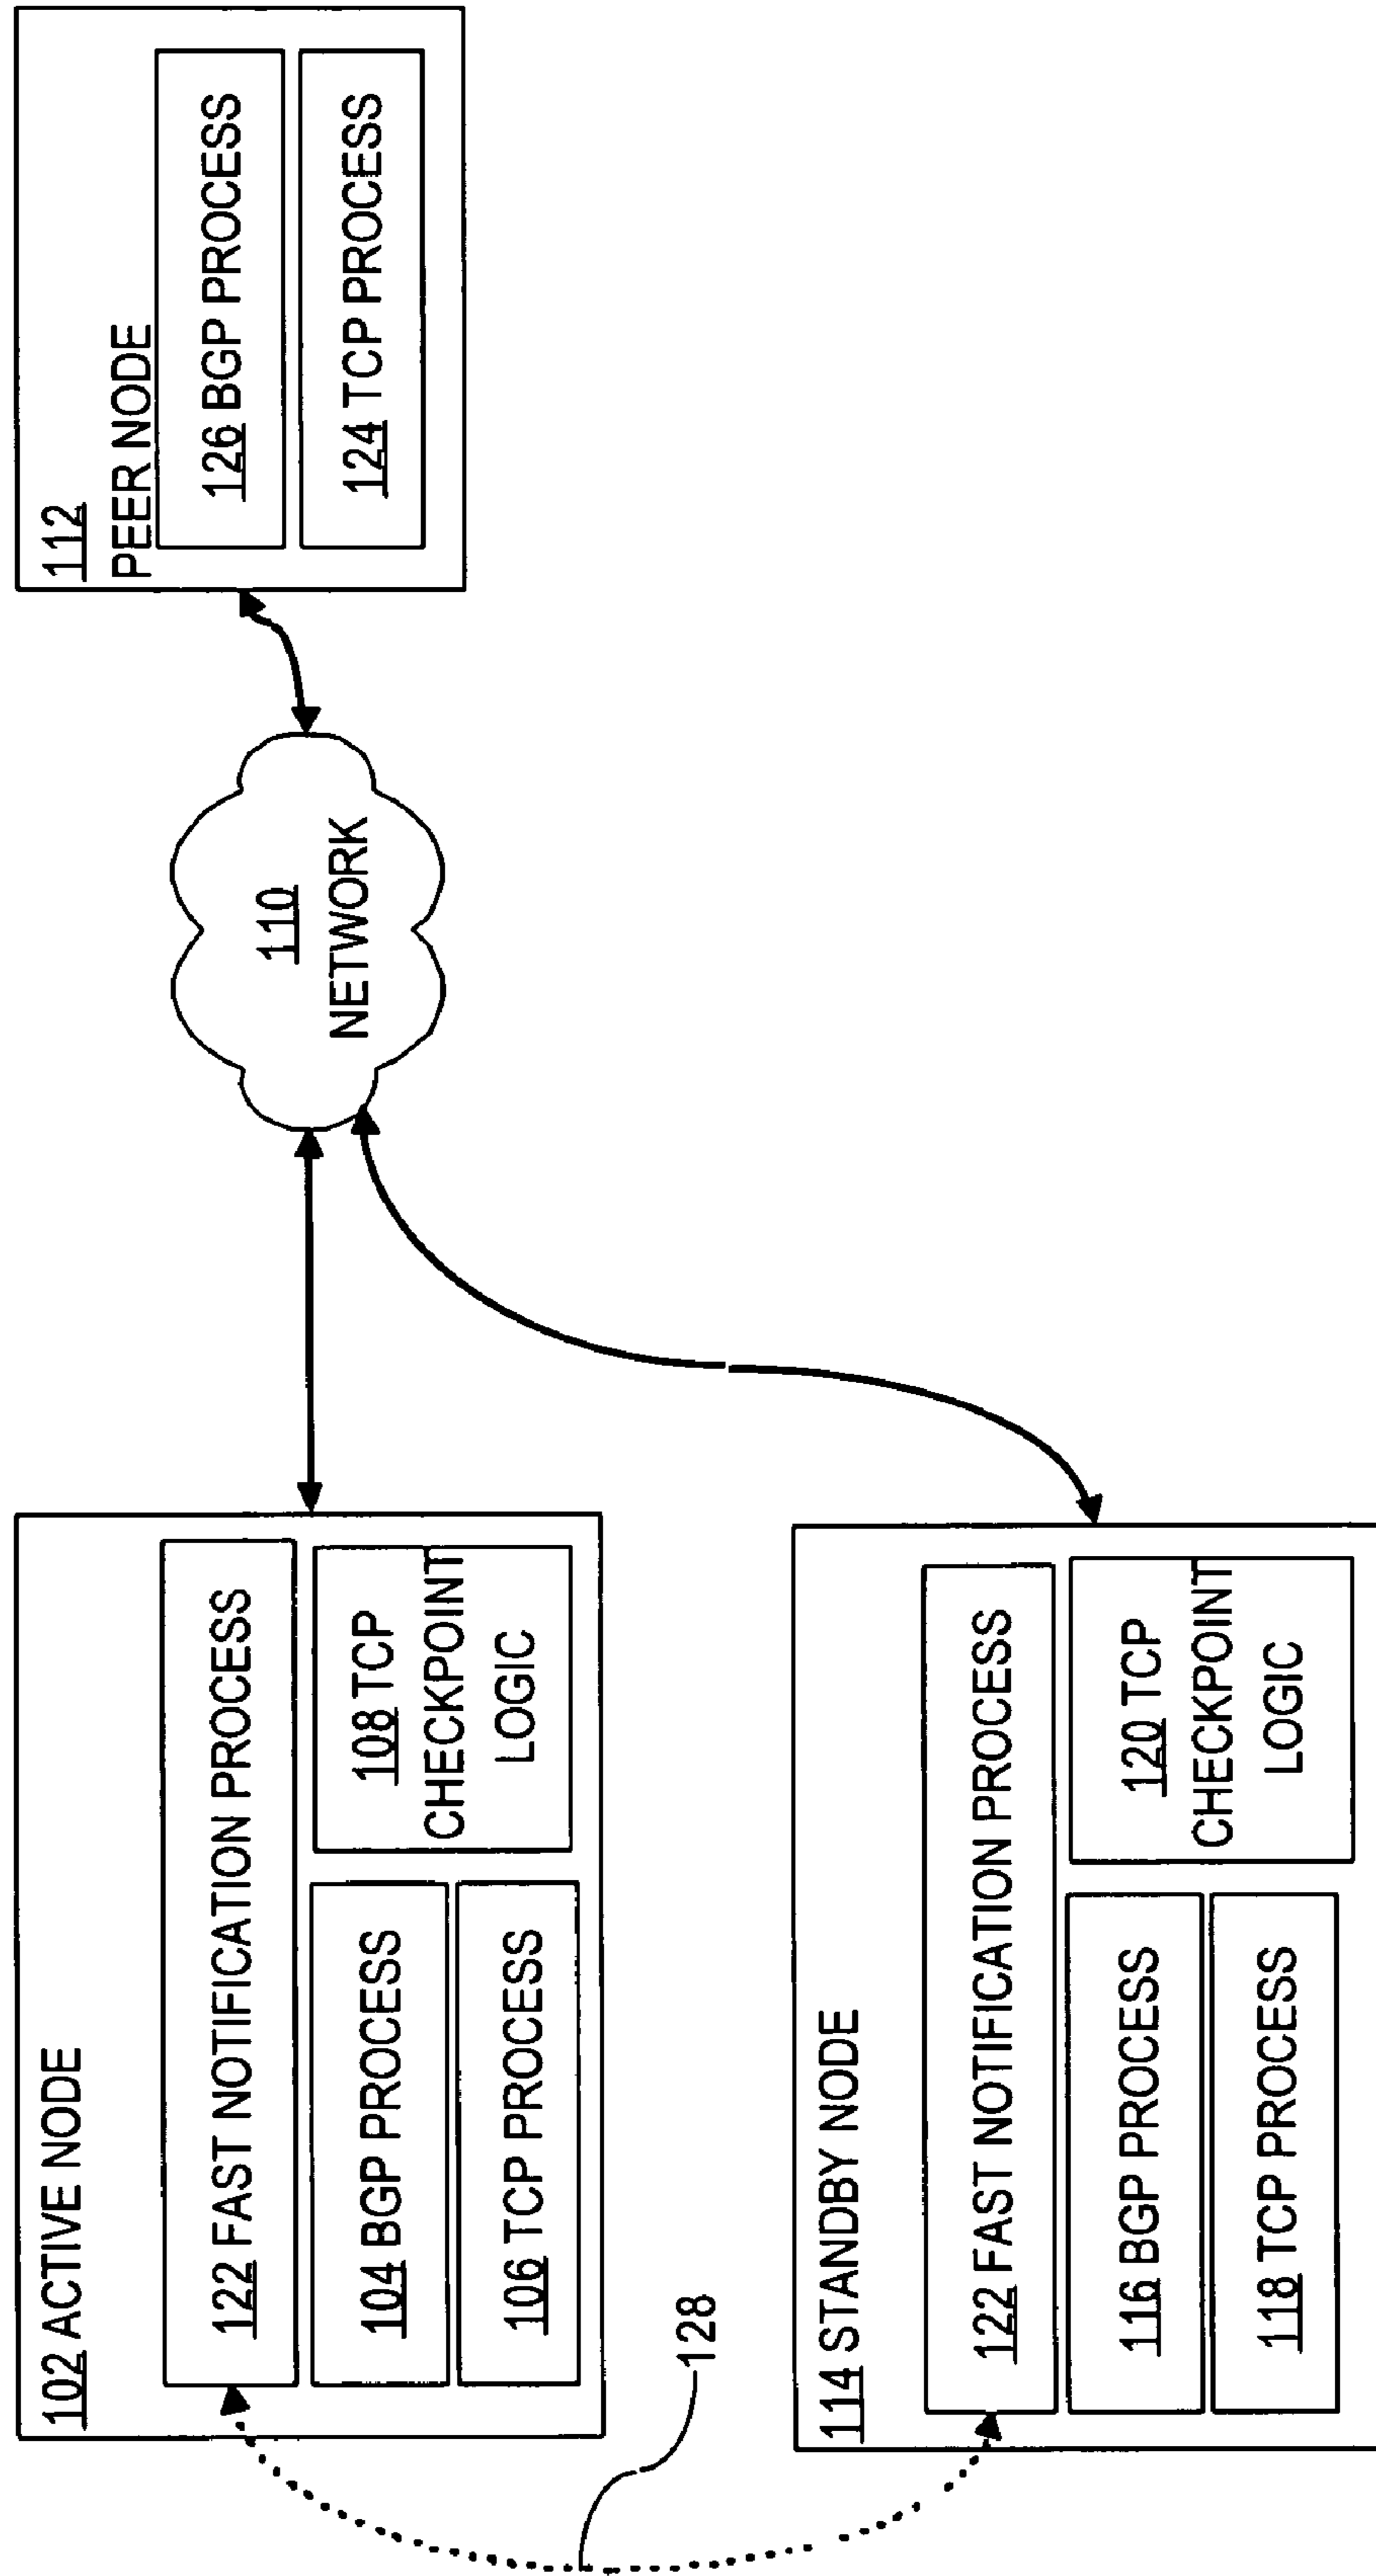 102 ACTIVE NODE
122 FAST NOTIFICATION PROCESS
104 BGP PROCESS
106 TCP PROCESS
108 TCP
CHECKPOINT
LOGIC
110
NETWORK
112
PEER NODE
126 BGP PROCESS
124 TCP PROCESS
128
114 STANDBY NODE
122 FAST NOTIFICATION PROCESS
116 BGP PROCESS
118 TCP PROCESS
120 TCP
CHECKPOINT
LOGIC